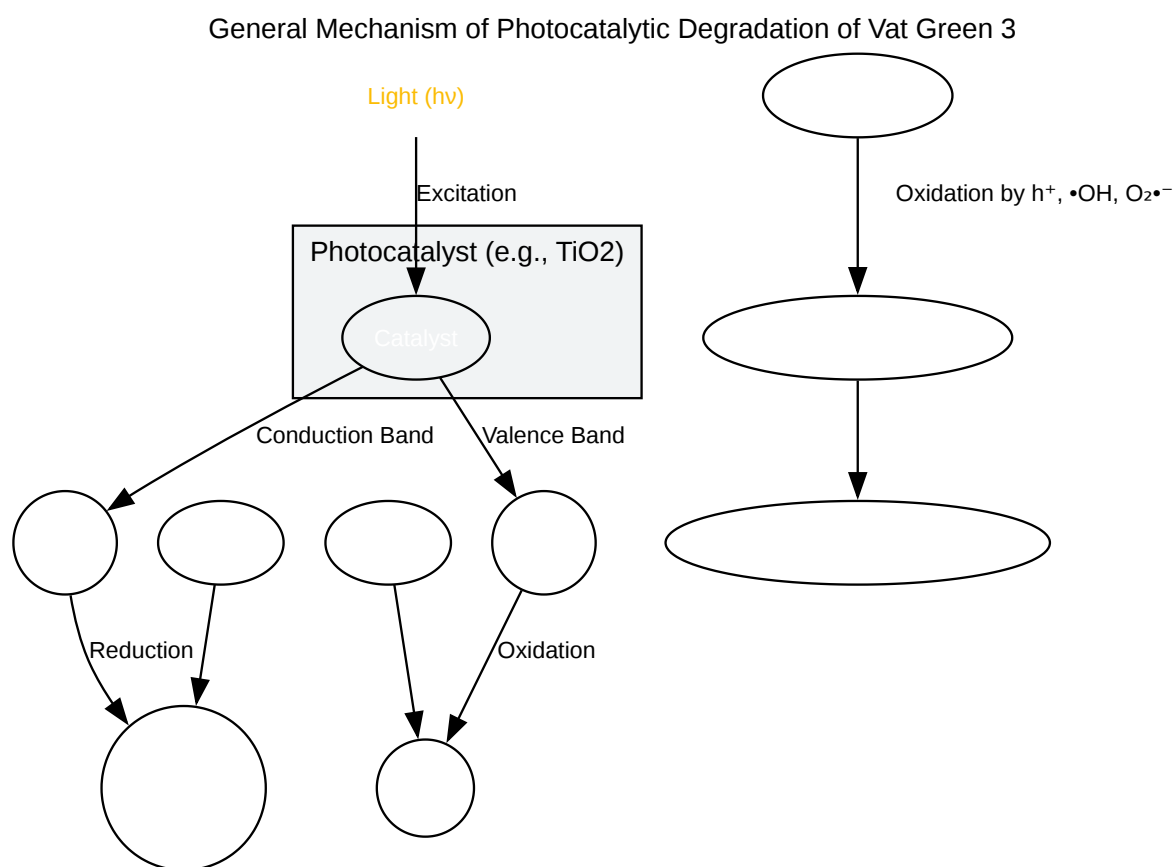 General Mechanism of Photocatalytic Degradation of Vat Green 3
Light (hν)
Excitation
Oxidation by h⁺, •OH, O₂•⁻
Photocatalyst (e.g., TiO2)
Catalyst
Conduction Band
Valence Band
Reduction
Oxidation